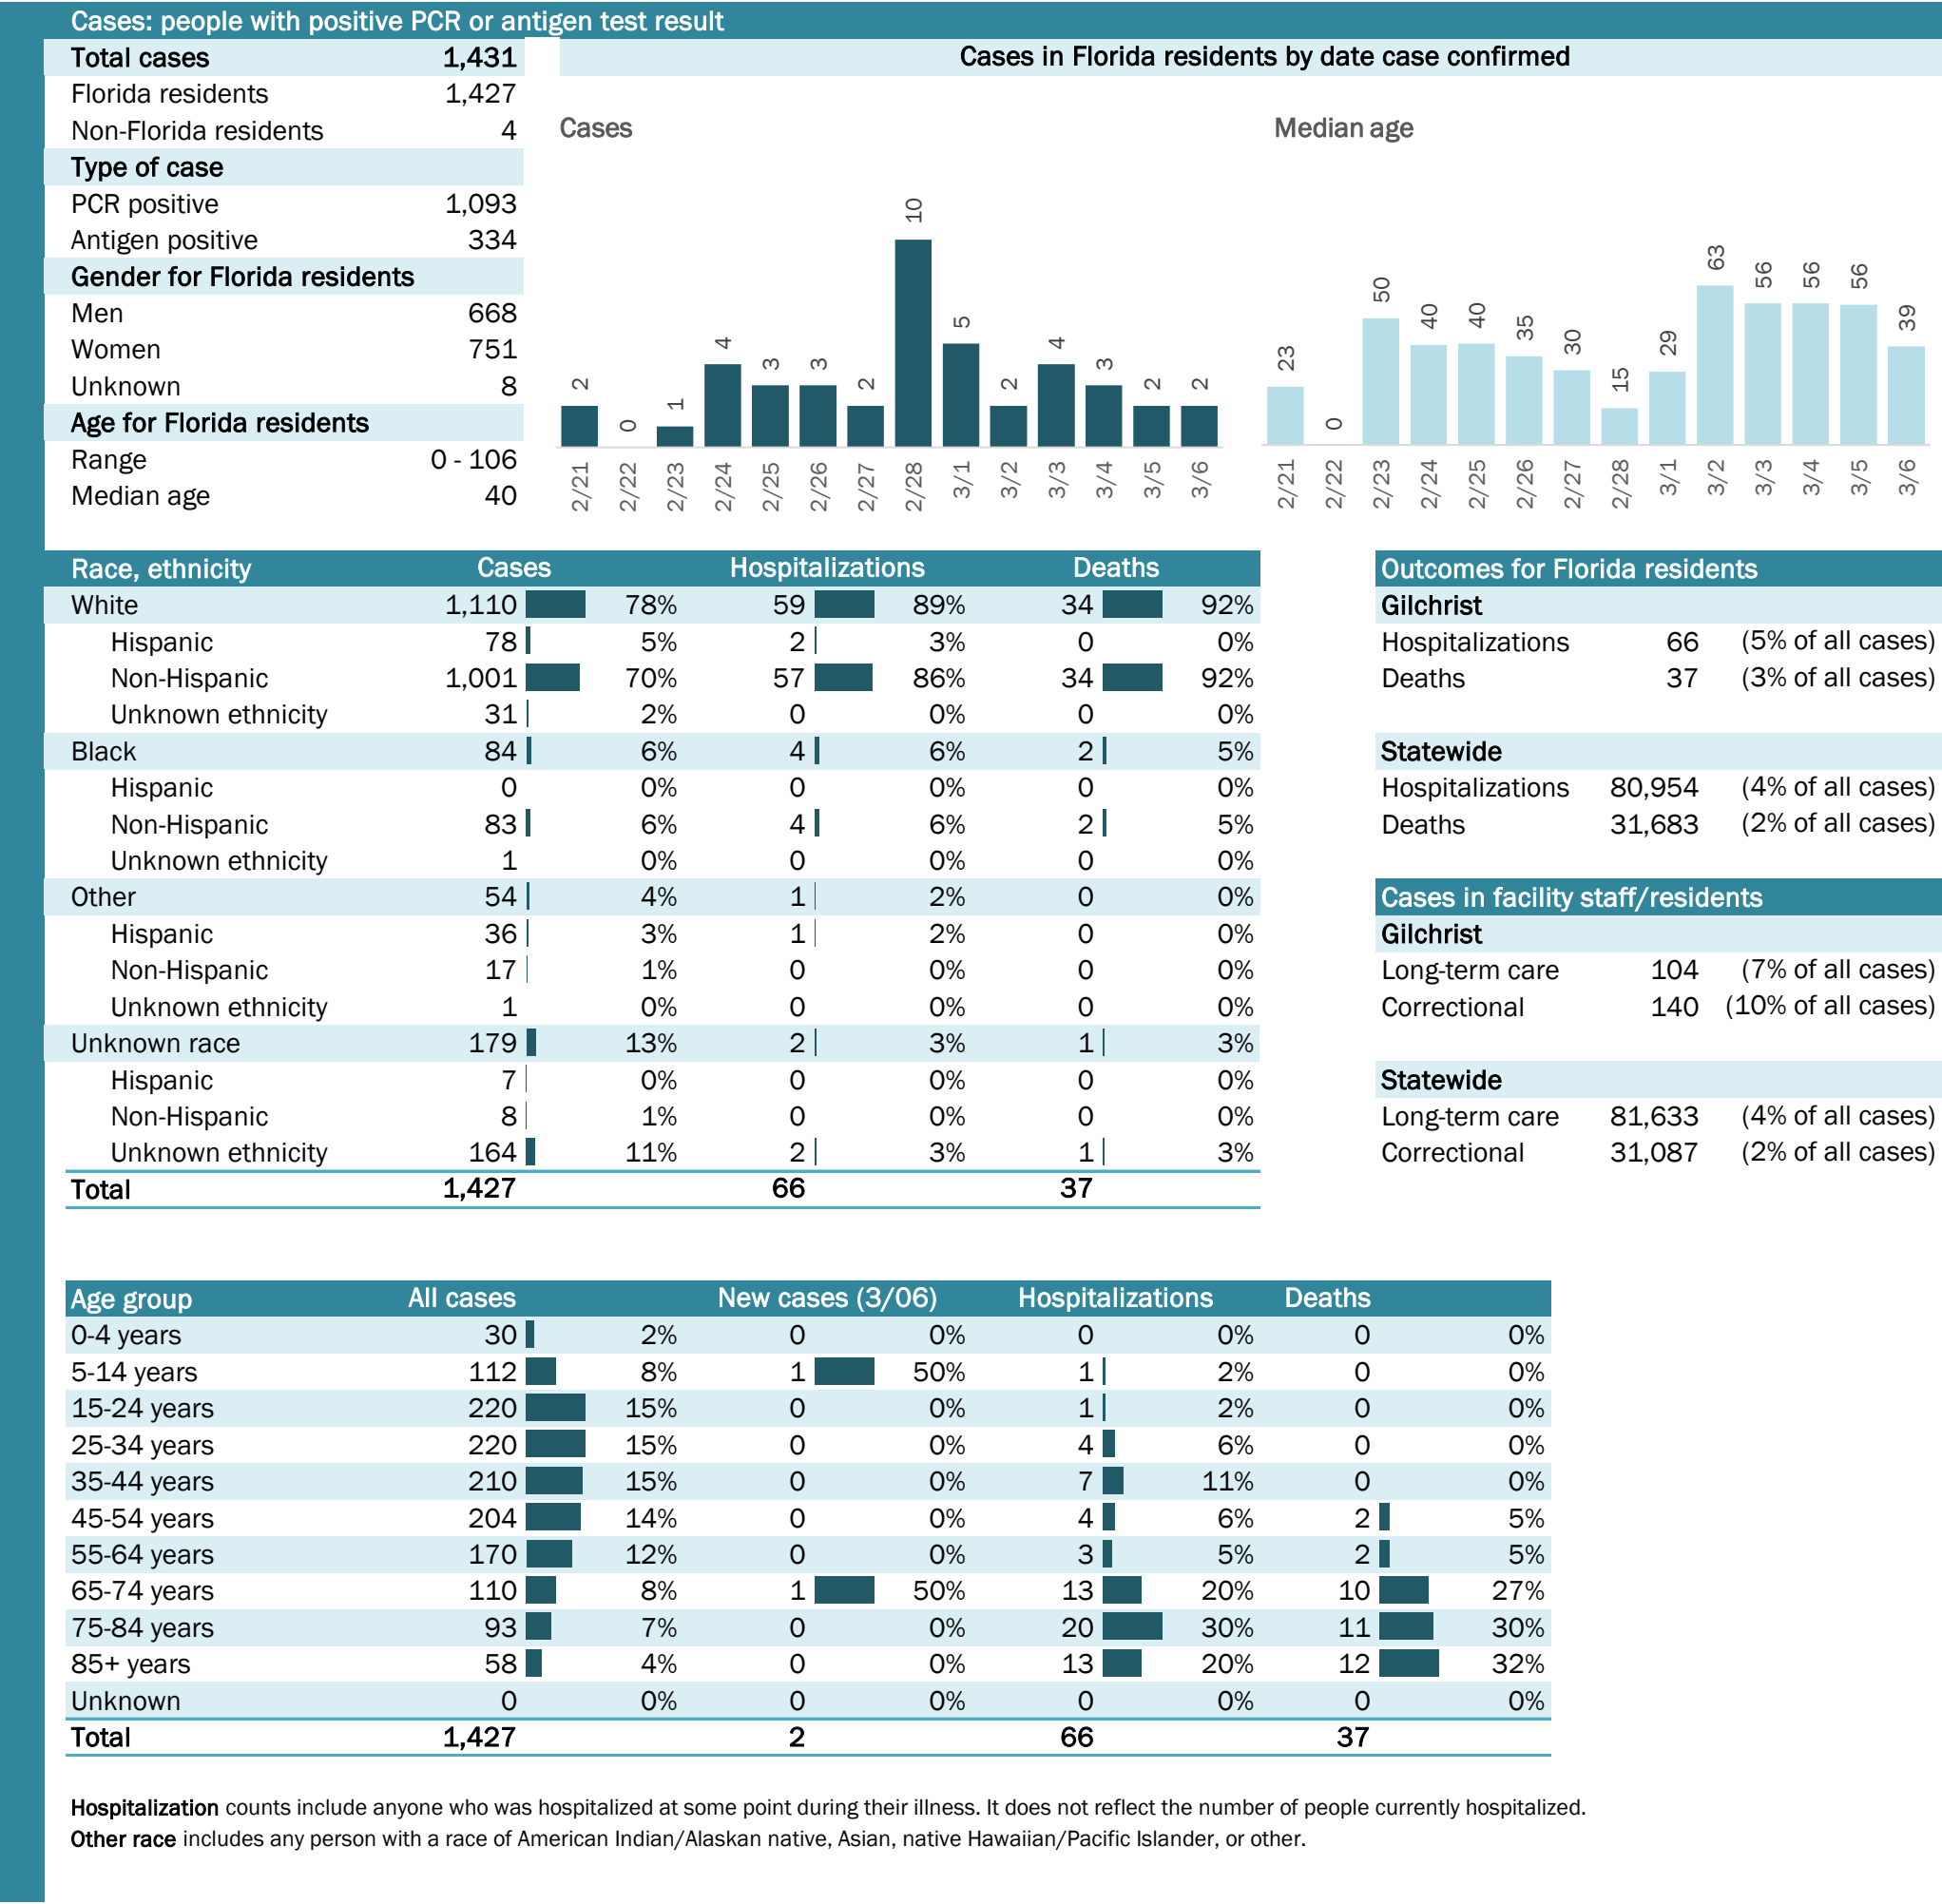 Cases: people with positive PCR or antigen test result
Total cases 1,431
Florida residents 1,427
Non-Florida residents 4
Type of case
PCR positive 1,093
Antigen positive 334
Gender for Florida residents
Men 668
Women 751
Unknown 8
Age for Florida residents
Range 0 - 106
Median age 40
Cases in Florida residents by date case confirmed
Cases
2 0 1 4 3 3 2 10 5 2 4 3 2 2
2/21 2/22 2/23 2/24 2/25 2/26 2/27 2/28 3/1 3/2 3/3 3/4 3/5 3/6
Median age
23 0 50 40 40 35 30 15 29 63 56 56 56 39
2/21 2/22 2/23 2/24 2/25 2/26 2/27 2/28 3/1 3/2 3/3 3/4 3/5 3/6
Race, ethnicity Cases Hospitalizations Deaths
White 1,110 78% 59 89% 34 92%
Hispanic 78 5% 2 3% 0 0%
Non-Hispanic 1,001 70% 57 86% 34 92%
Unknown ethnicity 31 2% 0 0% 0 0%
Black 84 6% 4 6% 2 5%
Hispanic 0 0% 0 0% 0 0%
Non-Hispanic 83 6% 4 6% 2 5%
Unknown ethnicity 1 0% 0 0% 0 0%
Other 54 4% 1 2% 0 0%
Hispanic 36 3% 1 2% 0 0%
Non-Hispanic 17 1% 0 0% 0 0%
Unknown ethnicity 1 0% 0 0% 0 0%
Unknown race 179 13% 2 3% 1 3%
Hispanic 7 0% 0 0% 0 0%
Non-Hispanic 8 1% 0 0% 0 0%
Unknown ethnicity 164 11% 2 3% 1 3%
Total 1,427 66 37
Outcomes for Florida residents
Gilchrist
Hospitalizations 66 (5% of all cases)
Deaths 37 (3% of all cases)
Statewide
Hospitalizations 80,954 (4% of all cases)
Deaths 31,683 (2% of all cases)
Cases in facility staff/residents
Gilchrist
Long-term care 104 (7% of all cases)
Correctional 140 (10% of all cases)
Statewide
Long-term care 81,633 (4% of all cases)
Correctional 31,087 (2% of all cases)
Age group All cases New cases (3/06) Hospitalizations Deaths
0-4 years 30 2% 0 0% 0 0% 0 0%
5-14 years 112 8% 1 50% 1 2% 0 0%
15-24 years 220 15% 0 0% 1 2% 0 0%
25-34 years 220 15% 0 0% 4 6% 0 0%
35-44 years 210 15% 0 0% 7 11% 0 0%
45-54 years 204 14% 0 0% 4 6% 2 5%
55-64 years 170 12% 0 0% 3 5% 2 5%
65-74 years 110 8% 1 50% 13 20% 10 27%
75-84 years 93 7% 0 0% 20 30% 11 30%
85+ years 58 4% 0 0% 13 20% 12 32%
Unknown 0 0% 0 0% 0 0% 0 0%
Total 1,427 2 66 37
Hospitalization counts include anyone who was hospitalized at some point during their illness. It does not reflect the number of people currently hospitalized.
Other race includes any person with a race of American Indian/Alaskan native, Asian, native Hawaiian/Pacific Islander, or other.